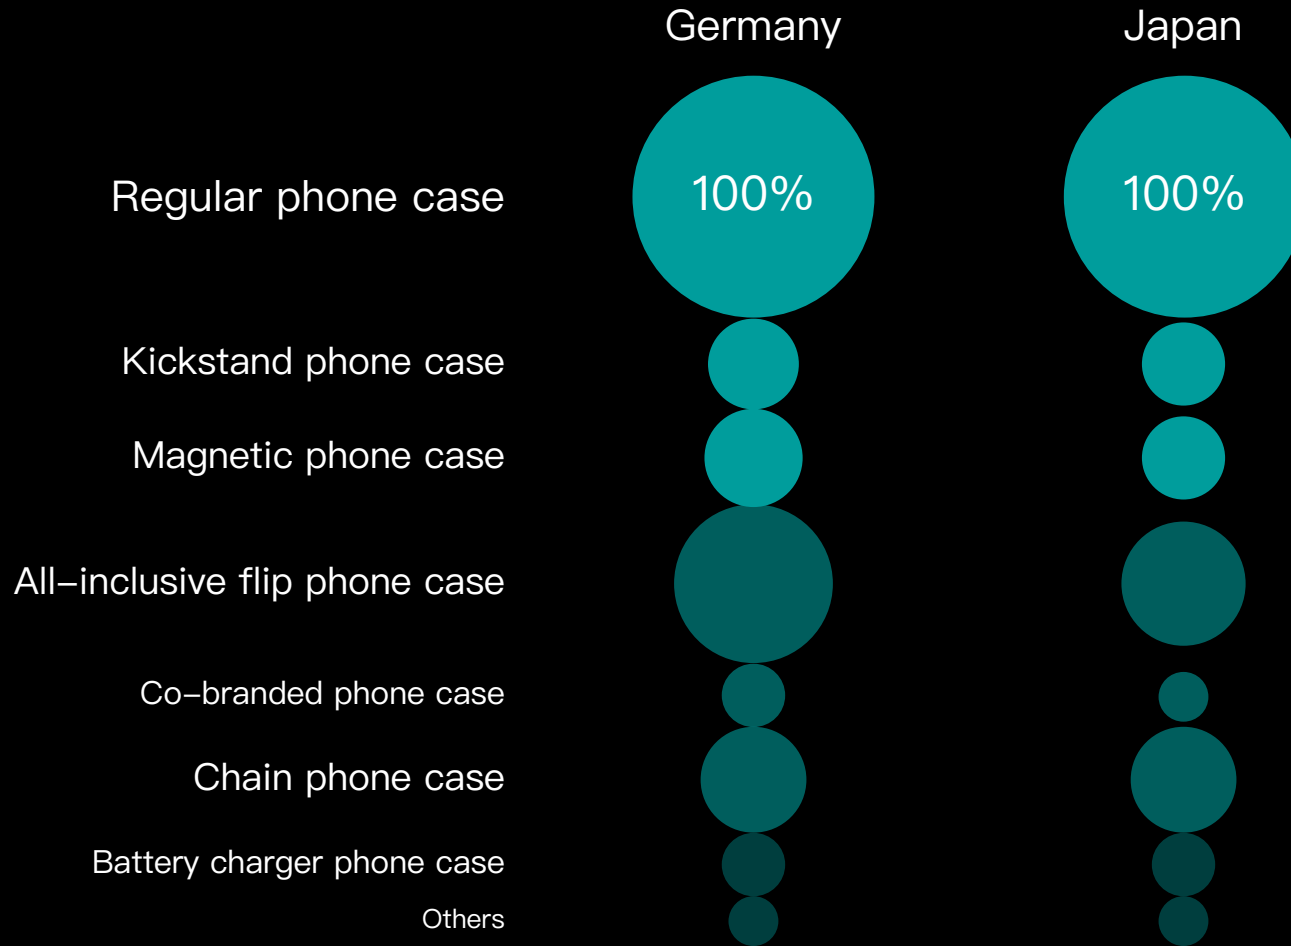 Germany Japan
Regular phone case 100% 100%
Kickstand phone case
Magnetic phone case
All–inclusive flip phone case
Co–branded phone case
Chain phone case
Battery charger phone case
Others